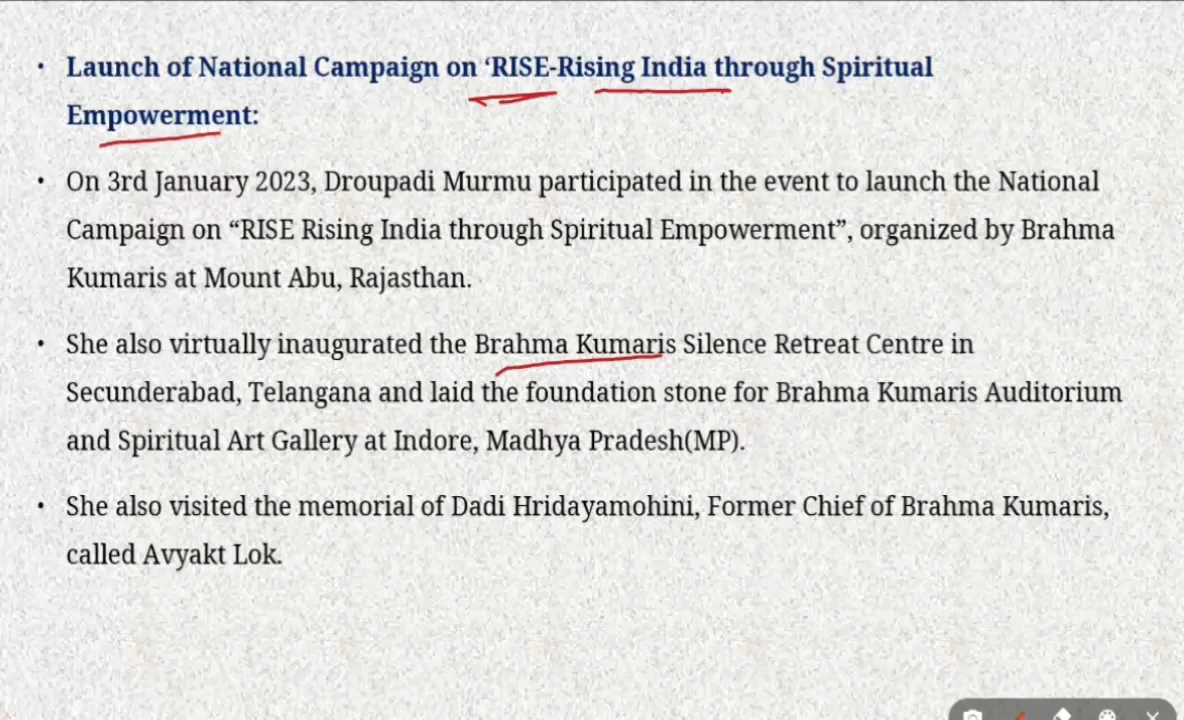 • Launch of National Campaign on ‘RISE-Rising India through Spiritual
Empowerment:
• On 3rd January 2023, Droupadi Murmu participated in the event to launch the National
Campaign on “RISE Rising India through Spiritual Empowerment”, organized by Brahma
Kumaris at Mount Abu, Rajasthan.
• She also virtually inaugurated the Brahma Kumaris Silence Retreat Centre in
Secunderabad, Telangana and laid the foundation stone for Brahma Kumaris Auditorium
and Spiritual Art Gallery at Indore, Madhya Pradesh(MP).
• She also visited the memorial of Dadi Hridayamohini, Former Chief of Brahma Kumaris,
called Avyakt Lok.